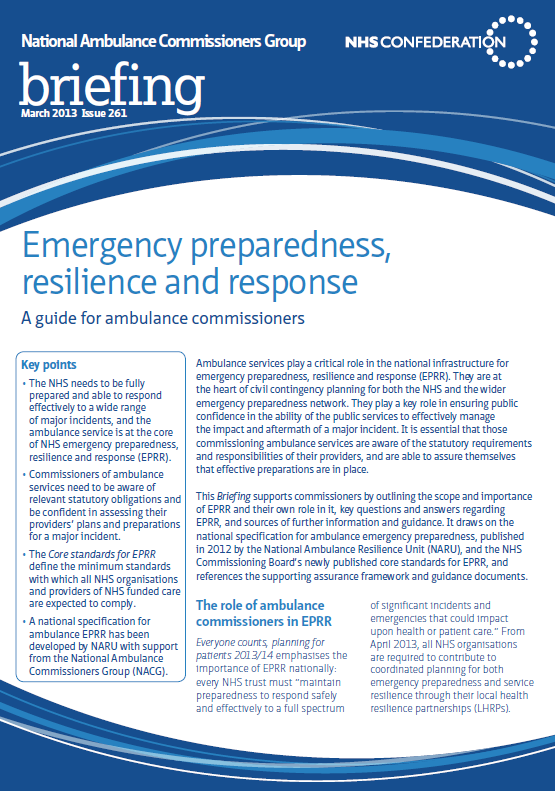 National Ambulance Commissioners Group
NHS CONFEDERATION
briefing
March 2013 Issue 261
Emergency preparedness,
resilience and response
A guide for ambulance commissioners
Key points
• The NHS needs to be fully
prepared and able to respond
effectively to a wide range
of major incidents, and the
ambulance service is at the core
of NHS emergency preparedness,
resilience and response (EPRR).
• Commissioners of ambulance
services need to be aware of
relevant statutory obligations and
be confident in assessing their
providers' plans and preparations
for a major incident.
• The Core standards for EPRR
define the minimum standards
with which all NHS organisations
and providers of NHS funded care
are expected to comply.
• A national specification for
ambulance EPRR has been
developed by NARU with support
from the National Ambulance
Commissioners Group (NACG).
Ambulance services play a critical role in the national infrastructure for
emergency preparedness, resilience and response (EPRR). They are at
the heart of civil contingency planning for both the NHS and the wider
emergency preparedness network. They play a key role in ensuring public
confidence in the ability of the public services to effectively manage
the impact and aftermath of a major incident. It is essential that those
commissioning ambulance services are aware of the statutory requirements
and responsibilities of their providers, and are able to assure themselves
that effective preparations are in place.
This Briefing supports commissioners by outlining the scope and importance
of EPRR and their own role in it, key questions and answers regarding
EPRR, and sources of further information and guidance. It draws on the
national specification for ambulance emergency preparedness, published
in 2012 by the National Ambulance Resilience Unit (NARU), and the NHS
Commissioning Board's newly published core standards for EPRR, and
references the supporting assurance framework and guidance documents.
The role of ambulance
commissioners in EPRR
Everyone counts, planning for
patients 2013/14 emphasises the
importance of EPRR nationally:
every NHS trust must "maintain
preparedness to respond safely
and effectively to a full spectrum
of significant incidents and
emergencies that could impact
upon health or patient care." From
April 2013, all NHS organisations
are required to contribute to
coordinated planning for both
emergency preparedness and service
resilience through their local health
resilience partnerships (LHRPs).